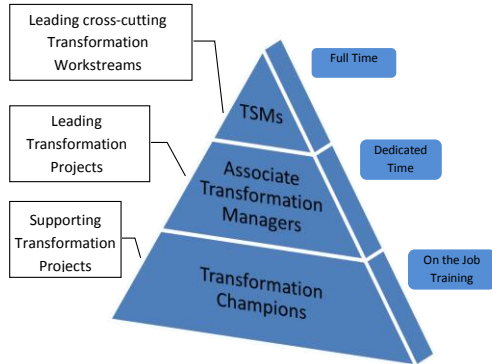 Leading cross-cutting
Transformation
Workstreams
Full Time
TSMs
Leading
Transformation
Projects
Dedicated
Time
Associate
Transformation
Managers
Supporting
Transformation
Projects
On the Job
Training
Transformation
Champions